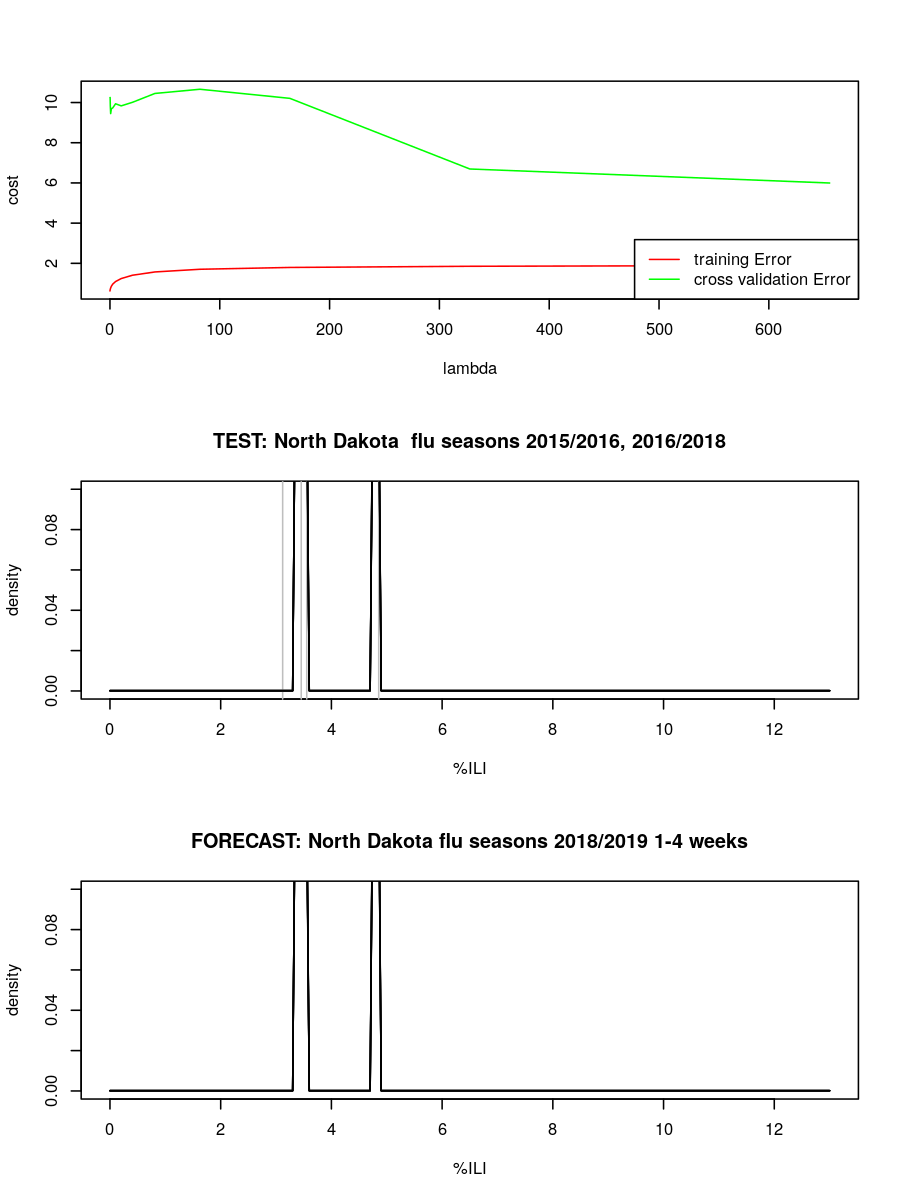 10
8
6
4
2
cost
training Error
cross validation Error
0 100 200 300 400 500 600
lambda
TEST: North Dakota  flu seasons 2015/2016, 2016/2018
0.08
0.04
0.00
density
0 2 4 6 8 10 12
%ILI
FORECAST: North Dakota flu seasons 2018/2019 1-4 weeks
0.08
0.04
0.00
density
0 2 4 6 8 10 12
%ILI